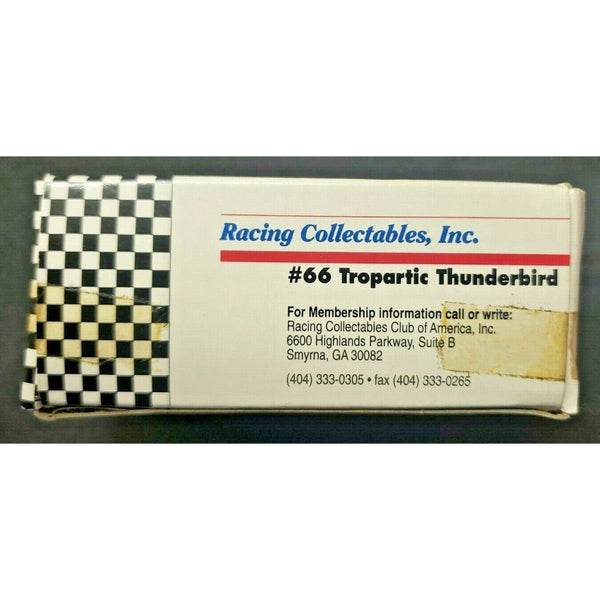 Racing Collectables, Inc.
#66 Tropartic Thunderbird
For Membership information call or write:
Racing Collectables Club of America, Inc.
6600 Highlands Parkway, Suite B
Smyrna, GA 30082
(404) 333-0305 • fax (404) 333-0265